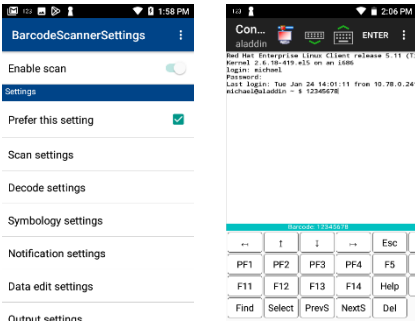 123
1:58 PM
BarcodeScannerSettings
Enable scan
Settings
Prefer this setting
Scan settings
Decode settings
Symbology settings
Notification settings
Data edit settings
Output settings
123
2:06 PM
Con...
aladdin
ENTER
Red Hat Enterprise Linux Client release 5.11 (T
Kernel 2.6.18-419.el5 on an i686
login: michael
Password:
Last login: Tue Jan 24 14:01:11 from 10.78.0.24
michael@aladdin ~ $ 12345678
Barcode: 12345678
← ↑ ↓ → Esc
PF1 PF2 PF3 PF4 F5
F11 F12 F13 F14 Help
Find Select PrevS NextS Del